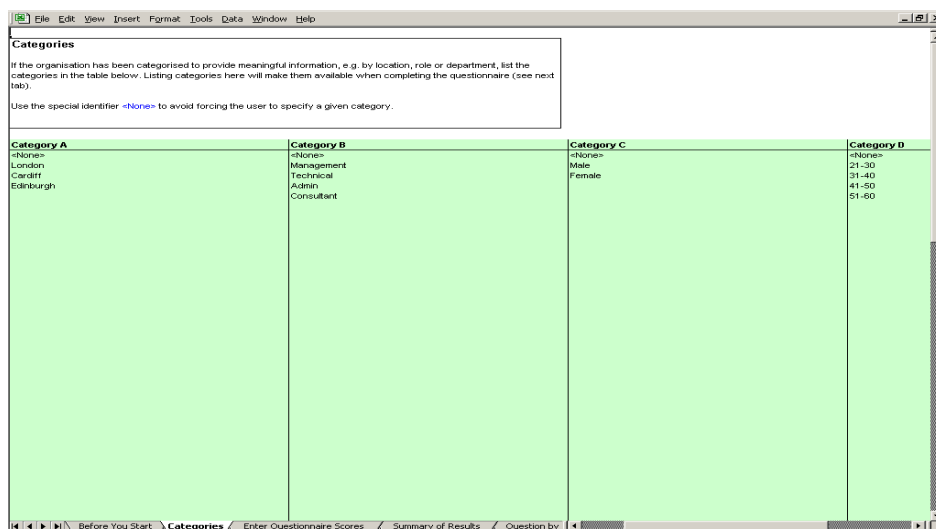 File Edit View Insert Format Tools Data Window Help
Categories
If the organisation has been categorised to provide meaningful information, e.g. by location, role or department, list the
categories in the table below. Listing categories here will make them available when completing the questionnaire (see next
tab).
Use the special identifier <None> to avoid forcing the user to specify a given category.
Category A Category B Category C Category D
<None> <None> <None> <None>
London Management Male 21-30
Cardiff Technical Female 31-40
Edinburgh Admin 41-50
Consultant 51-60
Before You Start Categories Enter Questionnaire Scores Summary of Results Question by